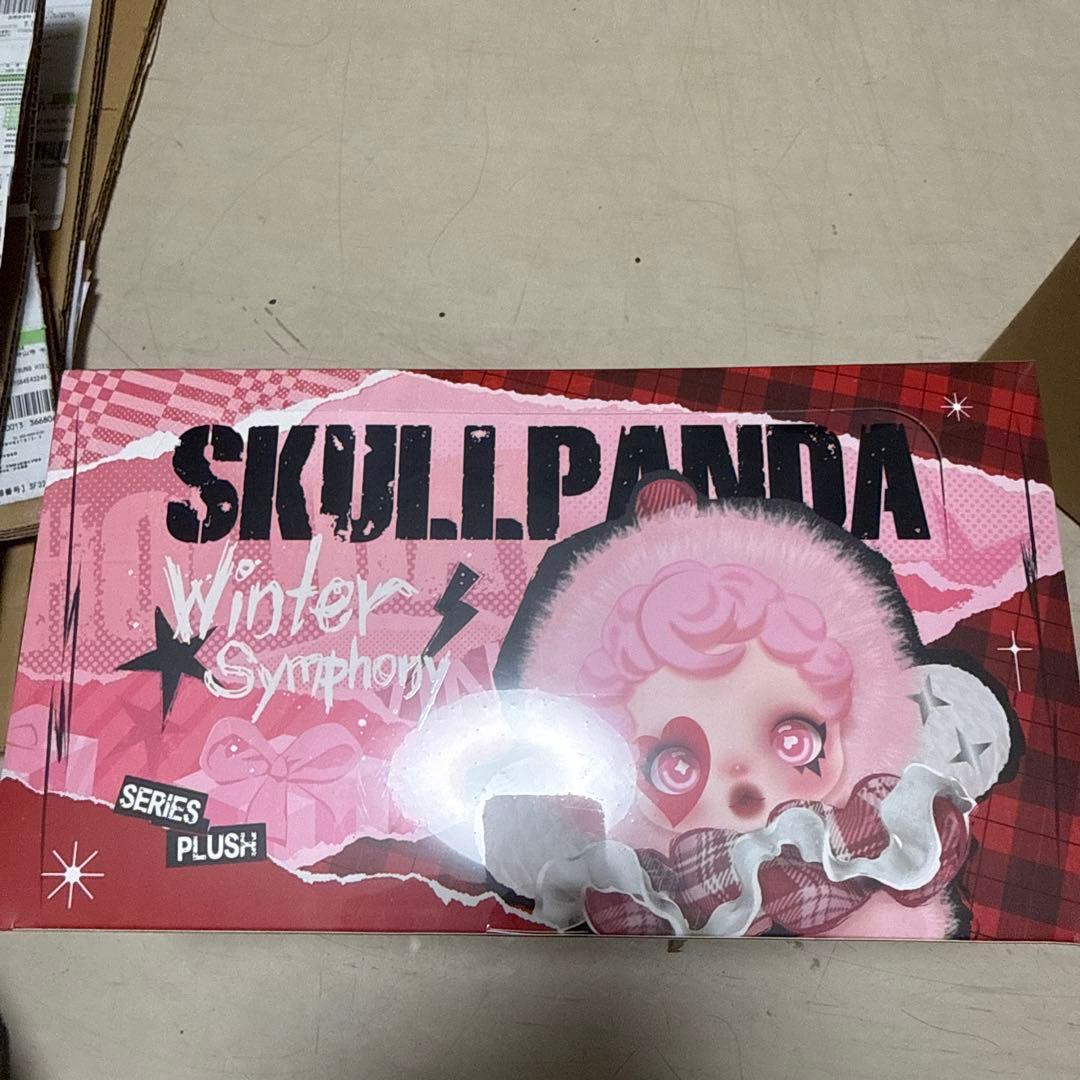 SKULLPANDA
Winter
Symphony
SERIES
PLUSH